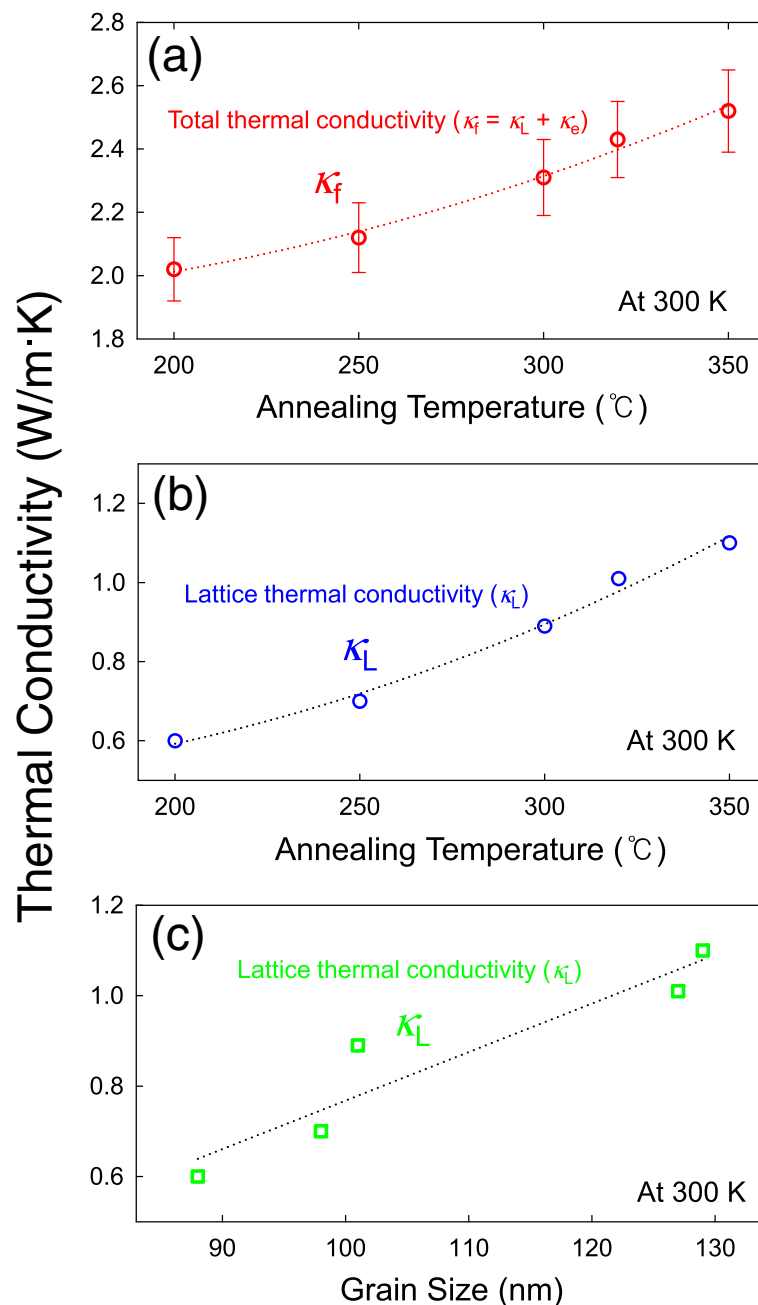 Thermal Conductivity (W/m·K)
(a)
2.8
2.6
2.4
2.2
2.0
1.8
Total thermal conductivity (κf = κL + κe)
κf
At 300 K
200 250 300 350
Annealing Temperature (℃)
(b)
1.2
1.0
0.8
0.6
Lattice thermal conductivity (κL)
κL
At 300 K
200 250 300 350
Annealing Temperature (℃)
(c)
1.2
1.0
0.8
0.6
Lattice thermal conductivity (κL)
κL
At 300 K
90 100 110 120 130
Grain Size (nm)